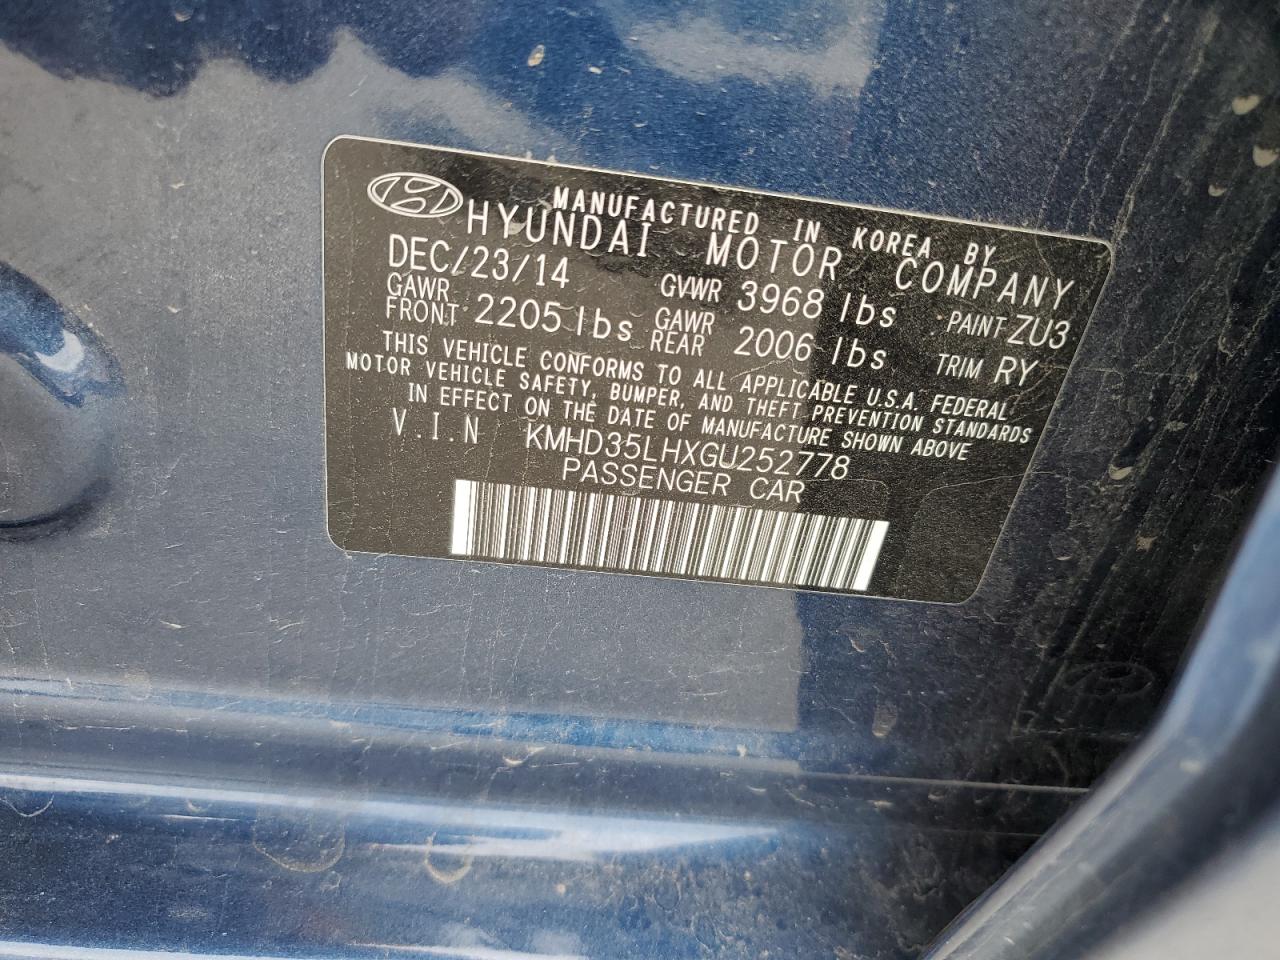 MANUFACTURED IN KOREA BY
HYUNDAI MOTOR COMPANY
DEC/23/14 GVWR 3968 lbs PAINT ZU3
GAWR FRONT 2205 lbs GAWR REAR 2006 lbs TRIM RY
THIS VEHICLE CONFORMS TO ALL APPLICABLE U.S.A. FEDERAL
MOTOR VEHICLE SAFETY, BUMPER, AND THEFT PREVENTION STANDARDS
IN EFFECT ON THE DATE OF MANUFACTURE SHOWN ABOVE
V.I.N KMHD35LHXGU252778
PASSENGER CAR